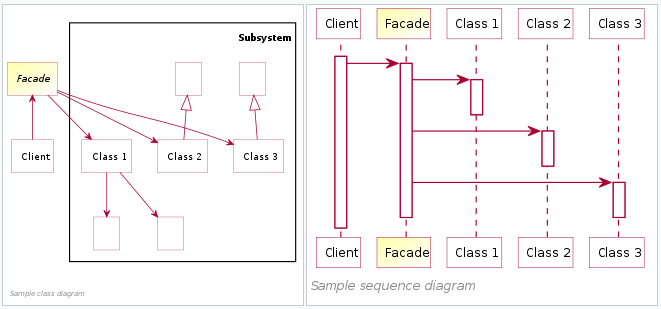 Subsystem
Facade
Client
Class 1
Class 2
Class 3
Sample class diagram
Client Facade Class 1 Class 2 Class 3
Client Facade Class 1 Class 2 Class 3
Sample sequence diagram